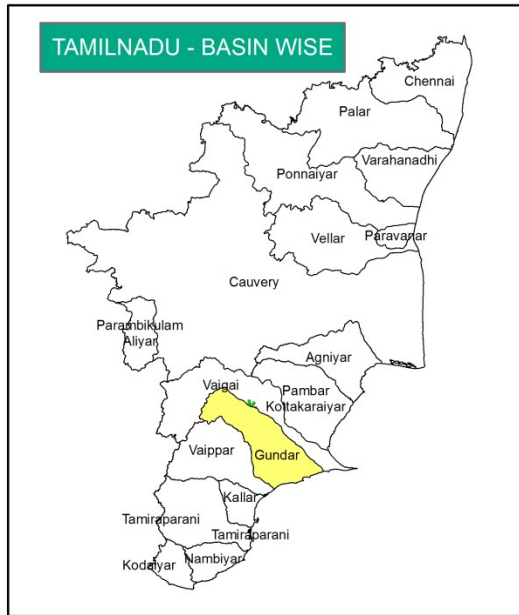 TAMILNADU - BASIN WISE
Chennai
Palar
Varahanadhi
Ponnaiyar
Vellar
Paravanar
Cauvery
Parambikulam
Aliyar
Agniyar
Vaigai
Pambar
Kottakaraiyar
Gundar
Vaippar
Kallar
Tamiraparani
Tamiraparani
Nambiyar
Kodaiyar